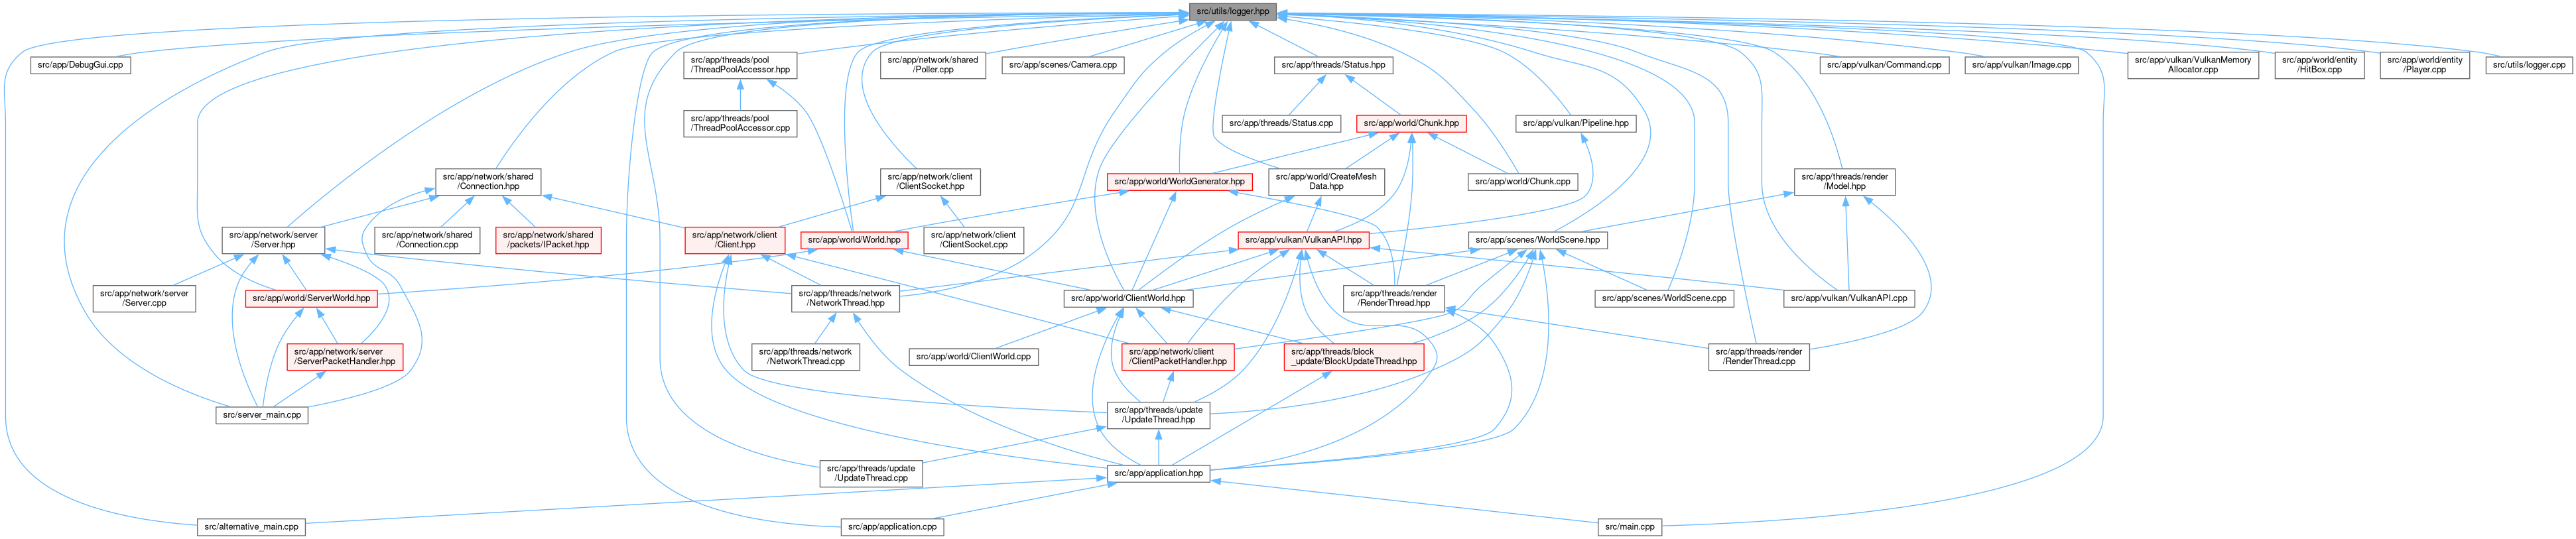 src/utils/logger.hpp
src/app/DebugGui.cpp
src/app/threads/pool
/ThreadPoolAccessor.hpp
src/app/network/shared
/Poller.cpp
src/app/scenes/Camera.cpp
src/app/threads/Status.hpp
src/app/vulkan/Command.cpp
src/app/vulkan/Image.cpp
src/app/vulkan/VulkanMemory
Allocator.cpp
src/app/world/entity
/HitBox.cpp
src/app/world/entity
/Player.cpp
src/utils/logger.cpp
src/app/threads/pool
/ThreadPoolAccessor.cpp
src/app/threads/Status.cpp
src/app/world/Chunk.hpp
src/app/vulkan/Pipeline.hpp
src/app/network/shared
/Connection.hpp
src/app/network/client
/ClientSocket.hpp
src/app/world/WorldGenerator.hpp
src/app/world/CreateMesh
Data.hpp
src/app/world/Chunk.cpp
src/app/threads/render
/Model.hpp
src/app/network/server
/Server.hpp
src/app/network/shared
/Connection.cpp
src/app/network/shared
/packets/IPacket.hpp
src/app/network/client
/Client.hpp
src/app/world/World.hpp
src/app/network/client
/ClientSocket.cpp
src/app/vulkan/VulkanAPI.hpp
src/app/scenes/WorldScene.hpp
src/app/network/server
/Server.cpp
src/app/world/ServerWorld.hpp
src/app/threads/network
/NetworkThread.hpp
src/app/world/ClientWorld.hpp
src/app/threads/render
/RenderThread.hpp
src/app/scenes/WorldScene.cpp
src/app/vulkan/VulkanAPI.cpp
src/app/network/server
/ServerPacketHandler.hpp
src/app/threads/network
/NetworkThread.cpp
src/app/world/ClientWorld.cpp
src/app/network/client
/ClientPacketHandler.hpp
src/app/threads/block
_update/BlockUpdateThread.hpp
src/app/threads/render
/RenderThread.cpp
src/server_main.cpp
src/app/threads/update
/UpdateThread.hpp
src/app/threads/update
/UpdateThread.cpp
src/app/application.hpp
src/alternative_main.cpp
src/app/application.cpp
src/main.cpp